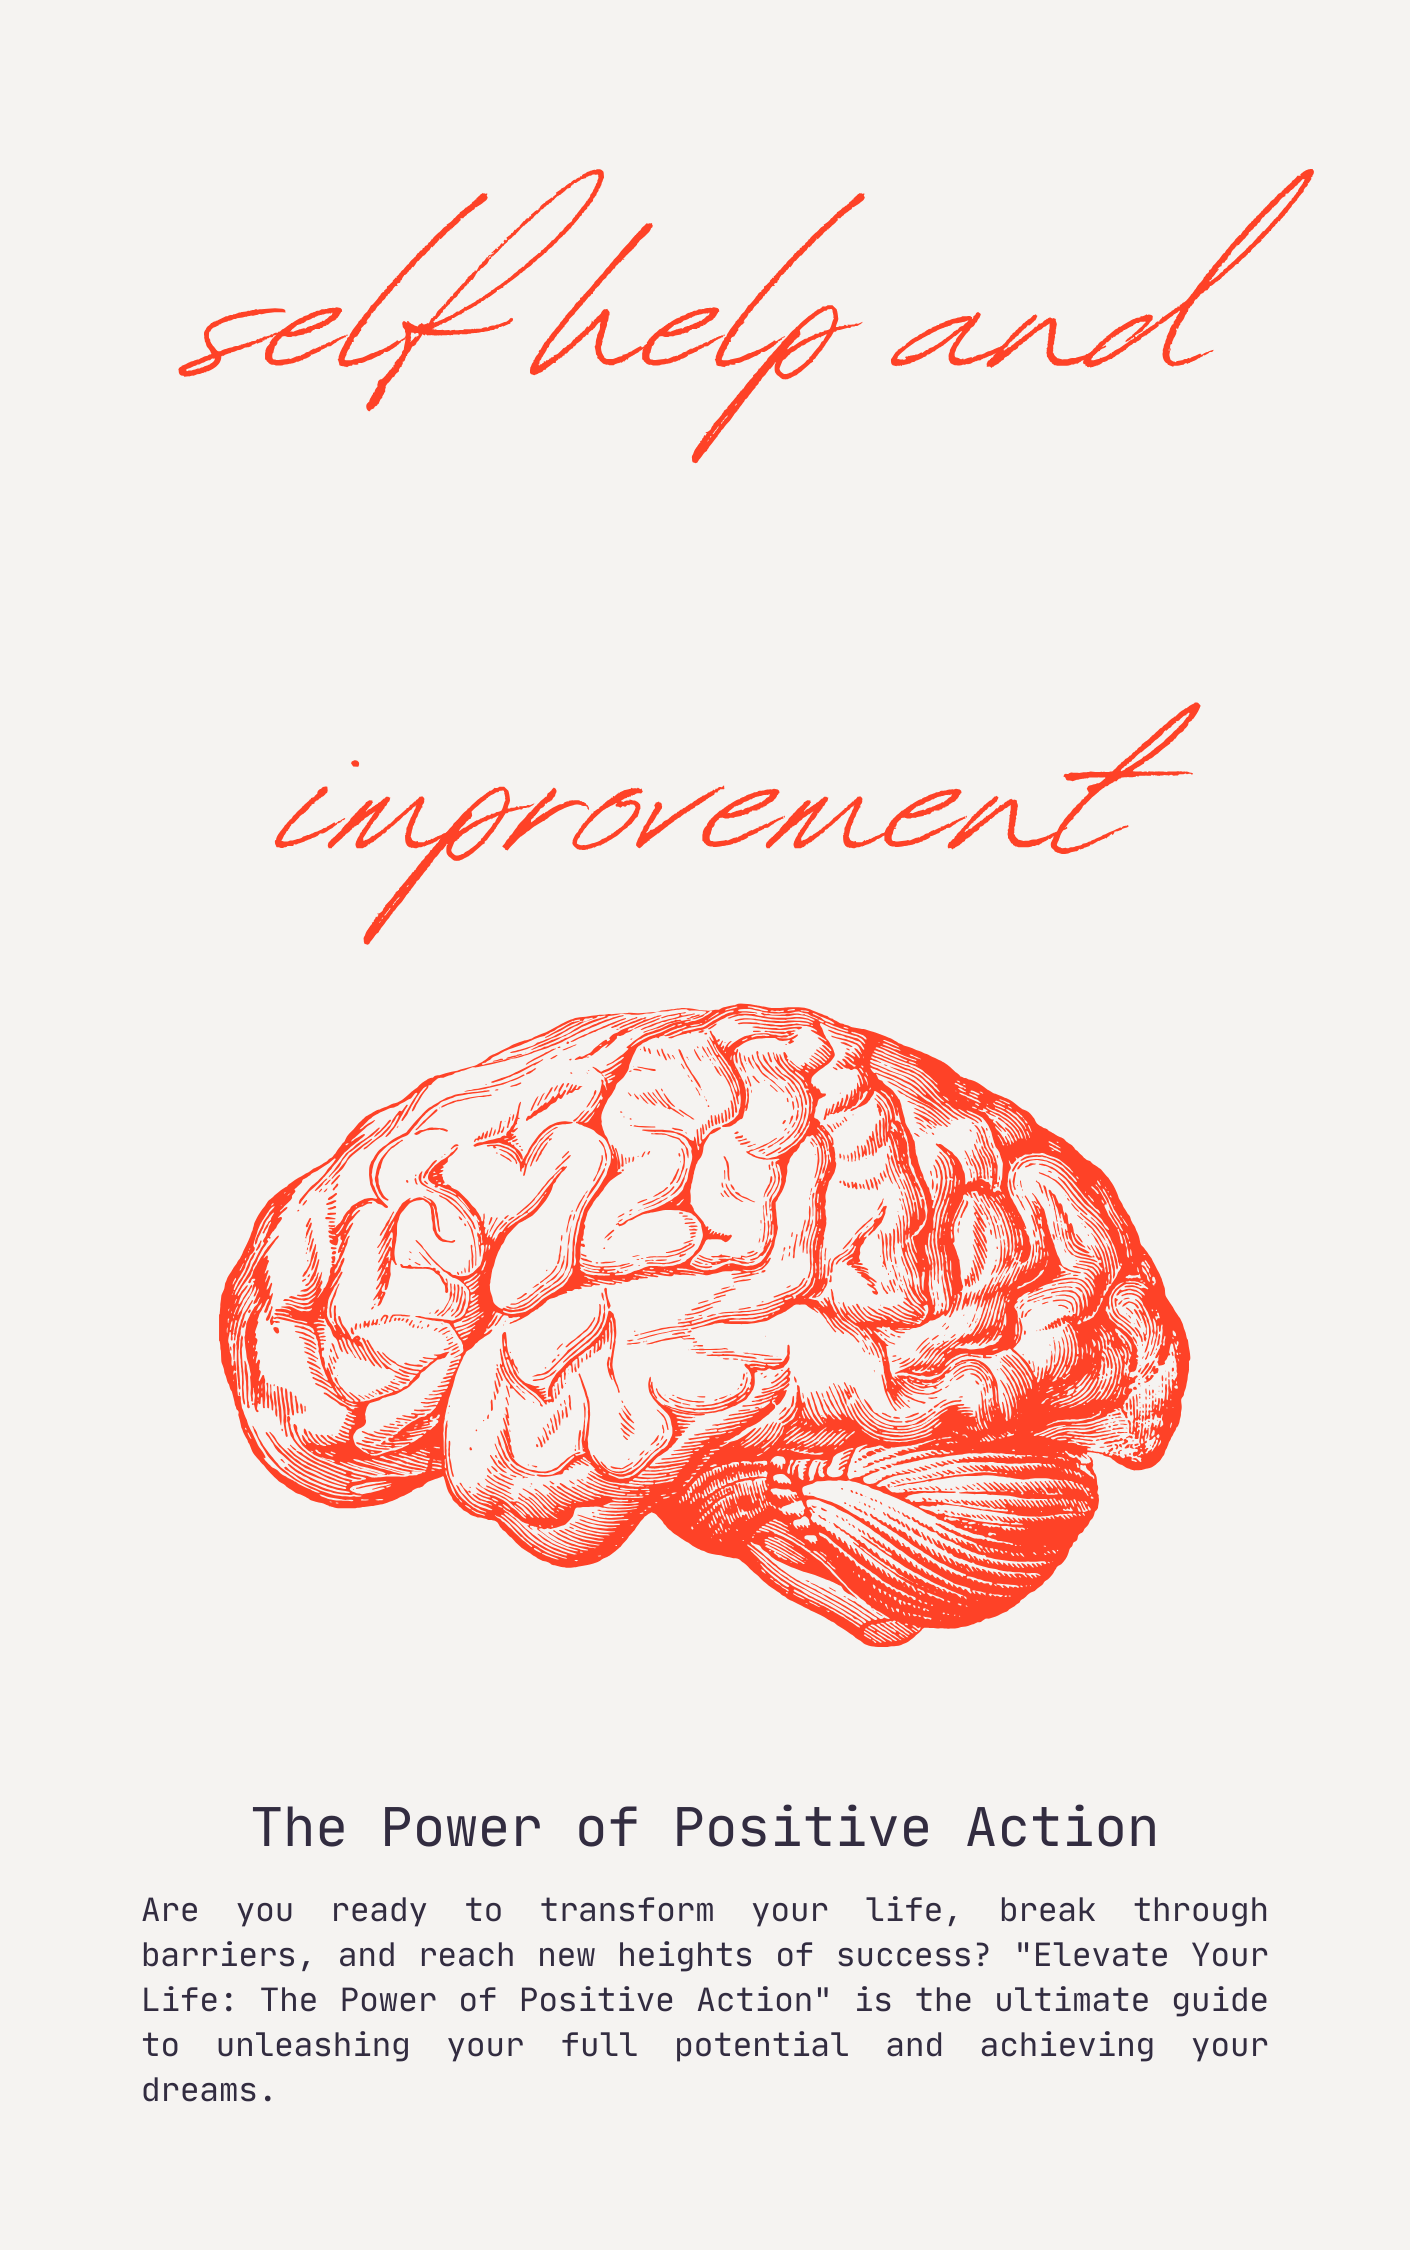 self help and
improvement
The Power of Positive Action
Are you ready to transform your life, break through
barriers, and reach new heights of success? "Elevate Your
Life: The Power of Positive Action" is the ultimate guide
to unleashing your full potential and achieving your
dreams.